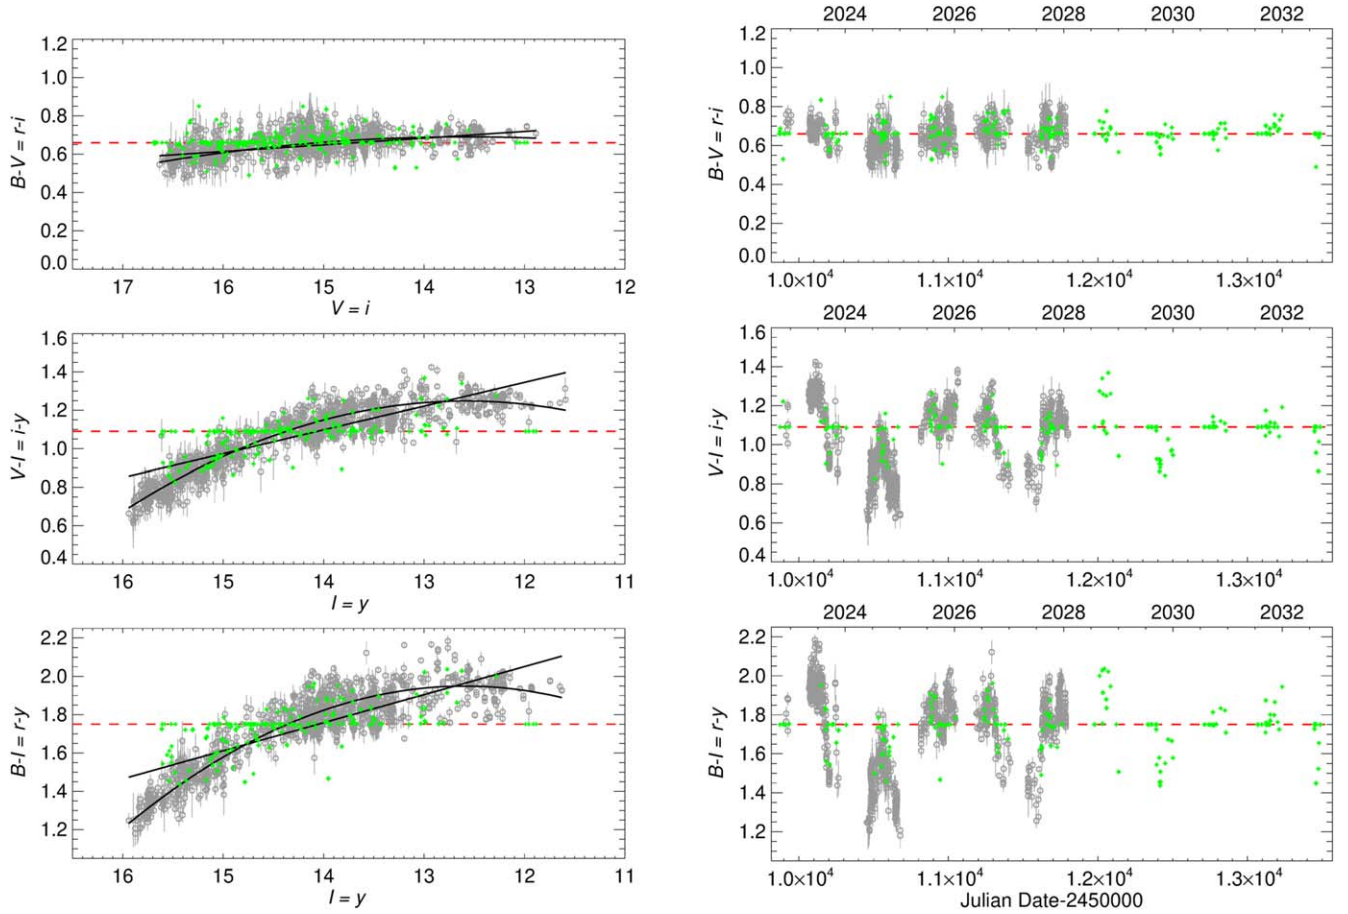 2024 2026 2028 2030 2032
1.2
1.0
0.8
0.6
0.4
0.2
0.0
B-V = r-i
17 16 15 14 13 12
V = i
1.2
1.0
0.8
0.6
0.4
0.2
0.0
B-V = r-i
1.0×10⁴ 1.1×10⁴ 1.2×10⁴ 1.3×10⁴
1.6
1.4
1.2
1.0
0.8
0.6
0.4
V-I = i-y
16 15 14 13 12 11
I = y
2024 2026 2028 2030 2032
1.6
1.4
1.2
1.0
0.8
0.6
0.4
V-I = i-y
1.0×10⁴ 1.1×10⁴ 1.2×10⁴ 1.3×10⁴
2.2
2.0
1.8
1.6
1.4
1.2
B-I = r-y
16 15 14 13 12 11
I = y
2024 2026 2028 2030 2032
2.2
2.0
1.8
1.6
1.4
1.2
B-I = r-y
1.0×10⁴ 1.1×10⁴ 1.2×10⁴ 1.3×10⁴
Julian Date-2450000